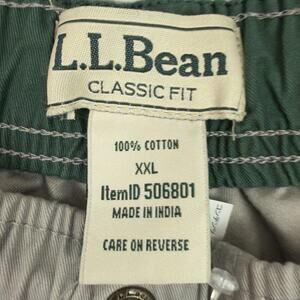 L.L.Bean
CLASSIC FIT
100% COTTON
XXL
ItemID 506801
MADE IN INDIA
CARE ON REVERSE